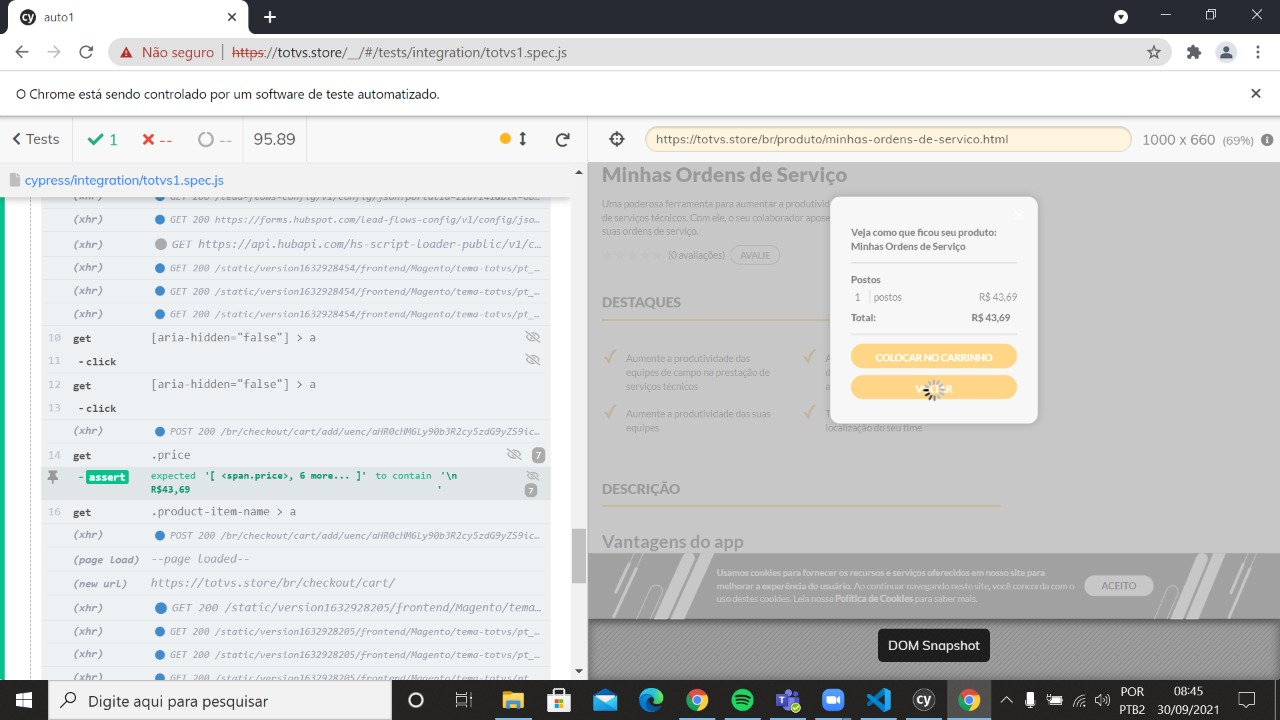 auto1
Não seguro
https://totvs.store/__/#/tests/integration/totvs1.spec.js
O Chrome está sendo controlado por um software de teste automatizado.
Tests
1
--
--
95.89
https://totvs.store/br/produto/minhas-ordens-de-servico.html
1000 x 660 (69%)
cypress/integration/totvs1.spec.js
(xhr) GET 200 https://forms.hubspot.com/lead-flows-config/v1/config/jso...
(xhr) GET https://api.hubapi.com/hs-script-loader-public/v1/c...
(xhr) GET 200 /static/version1632928454/frontend/Magento/tema-totvs/pt_...
(xhr) GET 200 /static/version1632928454/frontend/Magento/tema-totvs/pt_...
(xhr) GET 200 /static/version1632928454/frontend/Magento/tema-totvs/pt_...
10 get [aria-hidden="false"] > a
11 -click
12 get [aria-hidden="false"] > a
13 -click
(xhr) POST 200 /br/checkout/cart/add/uenc/
14 get .price 7
-assert expected '[ <span.price>, 6 more... ]' to contain '\n
R$43,69 ' 7
16 get .product-item-name > a
(xhr) POST 200 /br/checkout/cart/add/uenc/
(page load) --page loaded--
(new url) https://totvs.store/br/checkout/cart/
(xhr) GET 200 /static/version1632928205/frontend/Magento/tema...
(xhr) GET 200 /static/version1632928205/frontend/Magento/tema-totvs/pt_...
(xhr) GET 200 /static/version1632928205/frontend/Magento/tema-totvs/pt_...
(xhr) GET 200 /static/version1632928205/frontend/Magento/tema-totvs/pt_...
Minhas Ordens de Serviço
Uma poderosa ferramenta para aumentar a produtivi
de serviços técnicos. Com ele, o seu colaborador apose
suas ordens de serviço.
(0 avaliações) AVALIE
DESTAQUES
Aumente a produtividade das
equipes de campo na prestação de
serviços técnicos
Aumente a produtividade das suas
equipes
localização do seu time
DESCRIÇÃO
Vantagens do app
Veja como que ficou seu produto:
Minhas Ordens de Serviço
Postos
1 postos R$ 43,69
Total: R$ 43,69
COLOCAR NO CARRINHO
Usamos cookies para fornecer os recursos e serviços oferecidos em nosso site para
melhorar a experência do usuário. Ao continuar navegando neste site, você concorda com o
uso destes cookies. Leia nossa Política de Cookies para saber mais.
ACEITO
DOM Snapshot
Digite aqui para pesquisar
POR
PTB2
08:45
30/09/2021